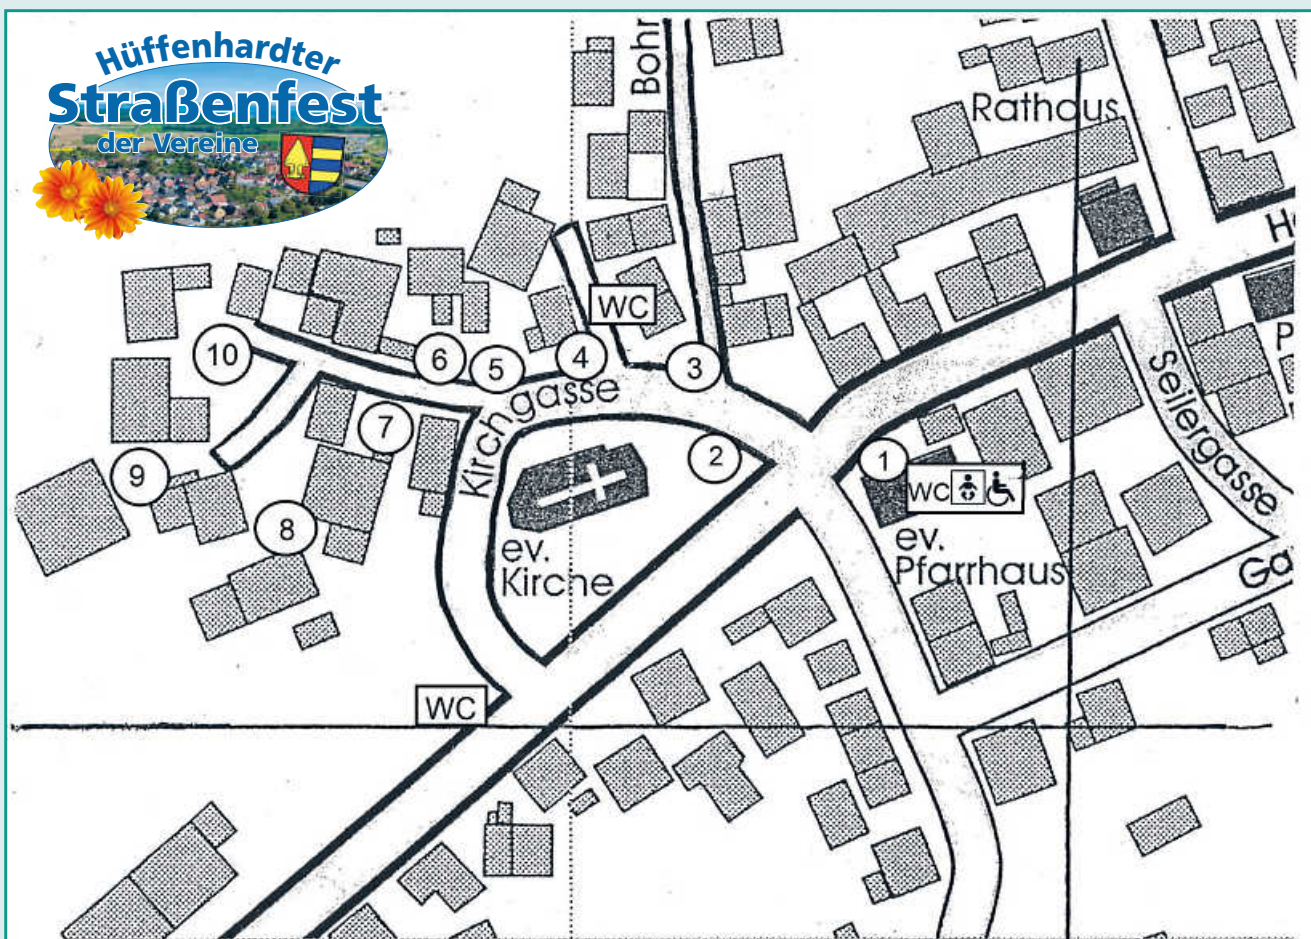 Hüffenhardter
Straßenfest
der Vereine
Bohr
Rathaus
H
WC
10
6
5
4
3
P
Kirchgasse
Seilergasse
7
2
1
9
WC
8
ev.
Kirche
ev.
Pfarrhaus
Ga
WC